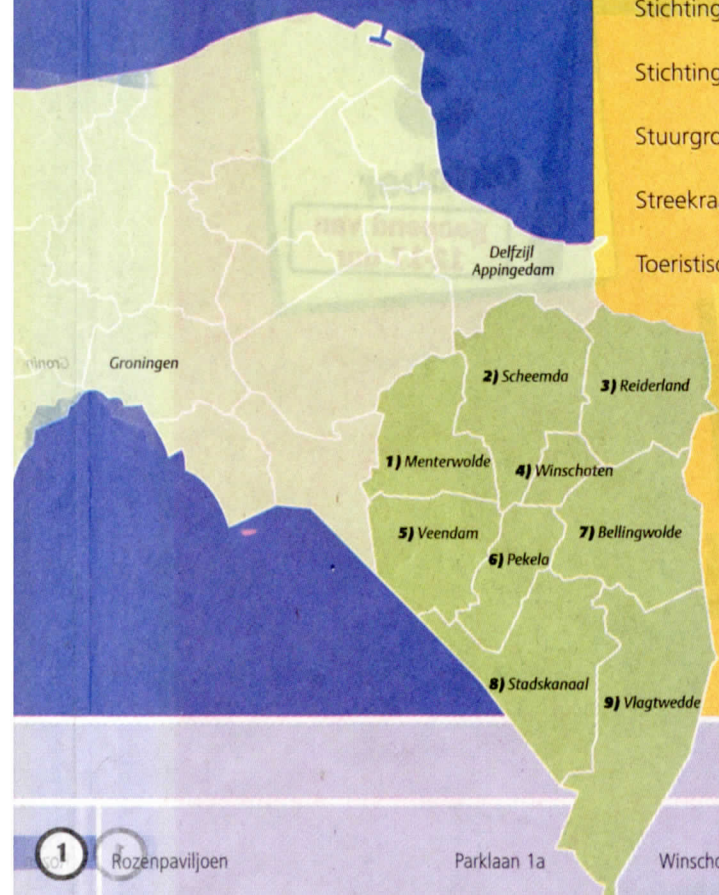 Stichting
Stichting
Stuurgro
Streekra
Toeristisc
Delfzijl
Appingedam
Groningen
2) Scheemda
3) Reiderland
1) Menterwolde
4) Winschoten
5) Veendam
7) Bellingwolde
6) Pekela
8) Stadskanaal
9) Vlagtwedde
1 Rozenpaviljoen Parklaan 1a Winscho